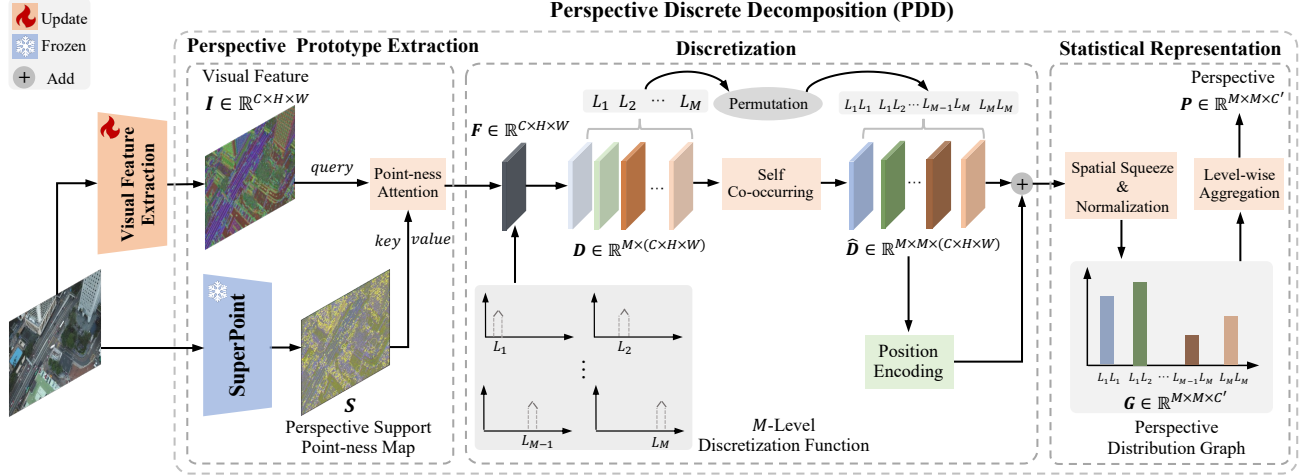 Perspective Discrete Decomposition (PDD)
Update
Frozen
Add
Perspective Prototype Extraction
Discretization
Statistical Representation
Visual Feature
I ∈ ℝ^{C×H×W}
Visual Feature
Extraction
query
Point-ness
Attention
key
value
SuperPoint
S
Perspective Support
Point-ness Map
F ∈ ℝ^{C×H×W}
L_1 L_2 ⋯ L_M
Permutation
L_1L_1 L_1L_2 ⋯ L_{M−1}L_M L_ML_M
...
D ∈ ℝ^{M×(C×H×W)}
Self
Co-occurring
...
D̂ ∈ ℝ^{M×M×(C×H×W)}
+
L_1
L_2
⋮
L_{M−1}
L_M
M-Level
Discretization Function
Position
Encoding
Perspective
P ∈ ℝ^{M×M×C′}
Spatial Squeeze
&
Normalization
Level-wise
Aggregation
L_1L_1 L_1L_2 ⋯ L_{M−1}L_M L_ML_M
G ∈ ℝ^{M×M×C′}
Perspective
Distribution Graph